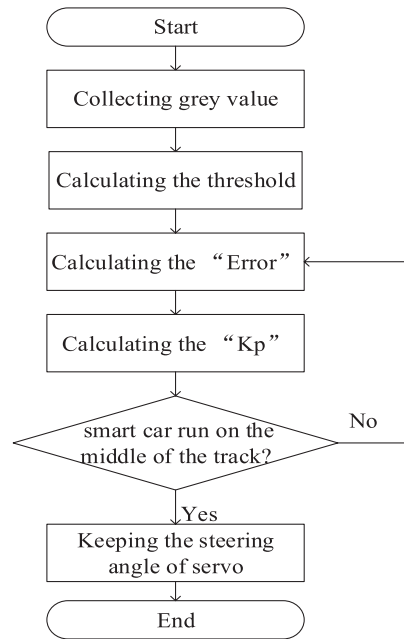 Start
Collecting grey value
Calculating the threshold
Calculating the “Error”
Calculating the “Kp”
smart car run on the
middle of the track?
No
Yes
Keeping the steering
angle of servo
End